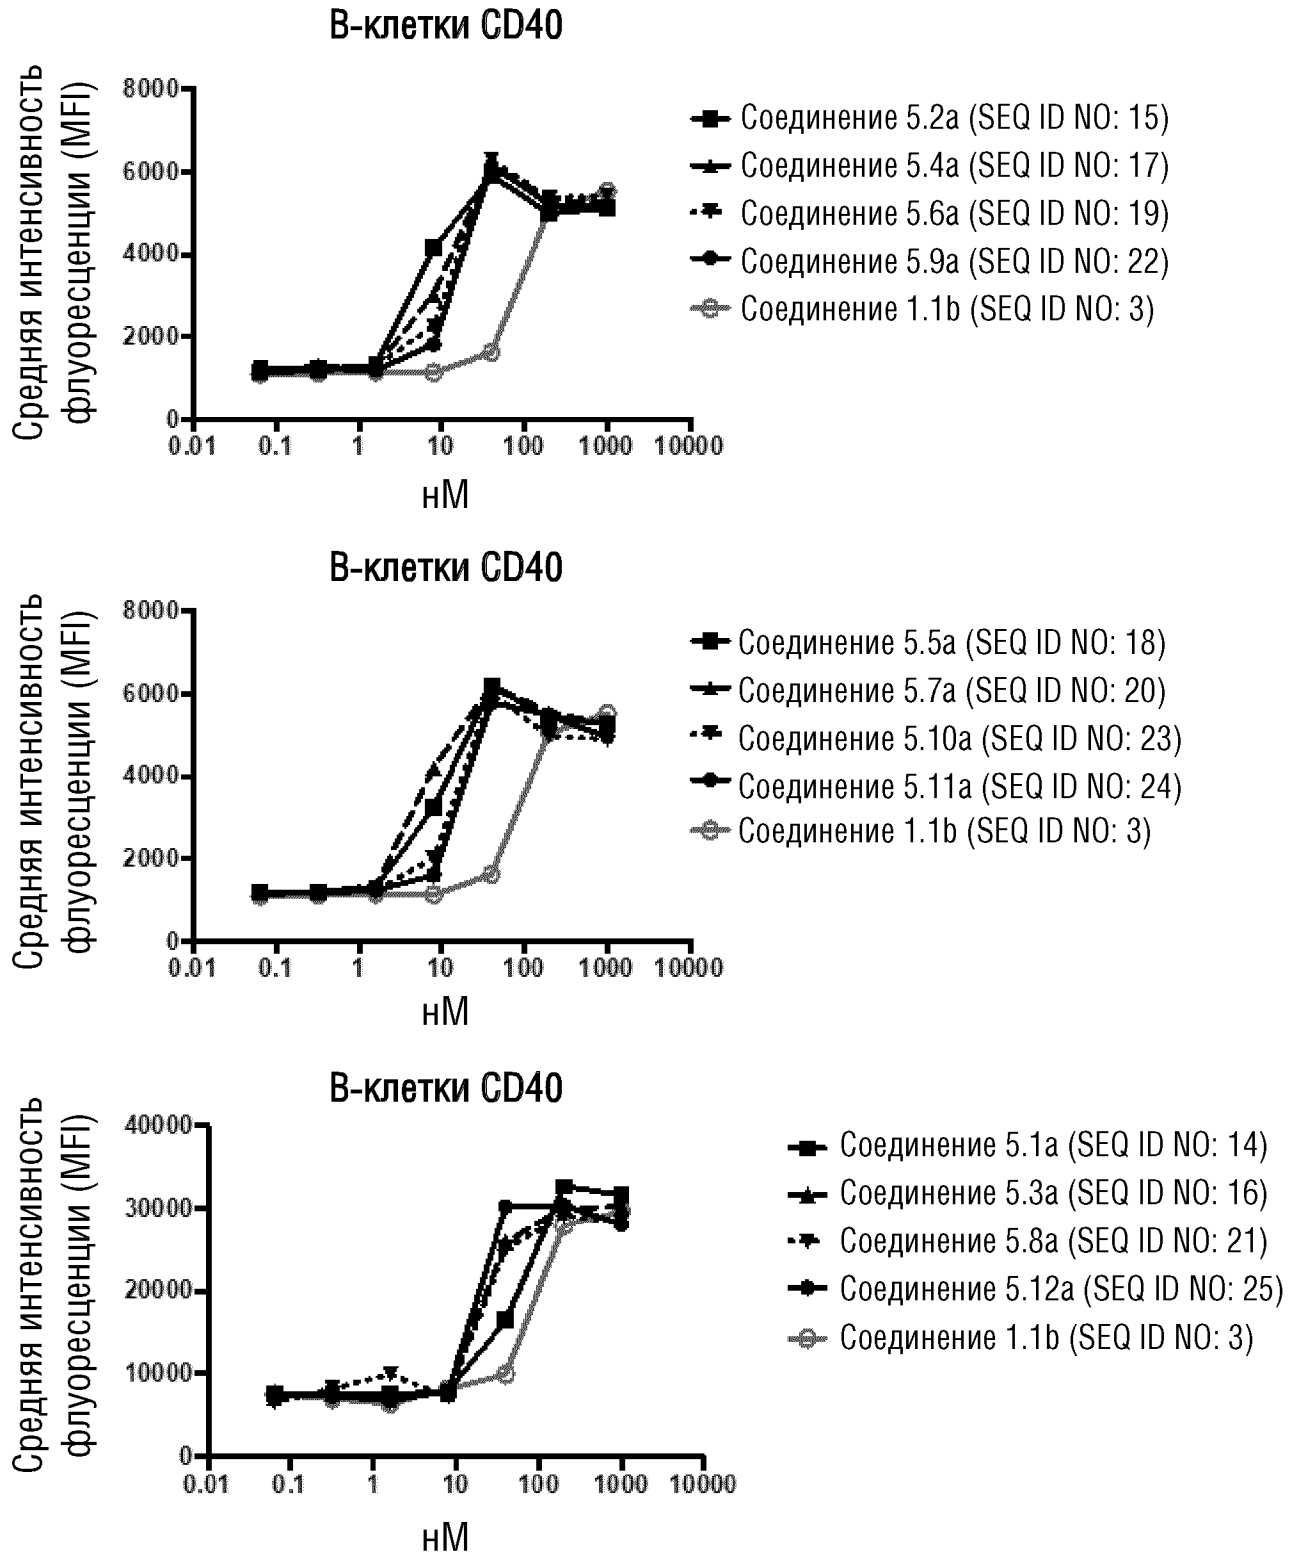 В-клетки CD40
Средняя интенсивность
флуоресценции (MFI)
8000
6000
4000
2000
0
0.01 0.1 1 10 100 1000 10000
нМ
Соединение 5.2a (SEQ ID NO: 15)
Соединение 5.4a (SEQ ID NO: 17)
Соединение 5.6a (SEQ ID NO: 19)
Соединение 5.9a (SEQ ID NO: 22)
Соединение 1.1b (SEQ ID NO: 3)
В-клетки CD40
Средняя интенсивность
флуоресценции (MFI)
8000
6000
4000
2000
0
0.01 0.1 1 10 100 1000 10000
нМ
Соединение 5.5a (SEQ ID NO: 18)
Соединение 5.7a (SEQ ID NO: 20)
Соединение 5.10a (SEQ ID NO: 23)
Соединение 5.11a (SEQ ID NO: 24)
Соединение 1.1b (SEQ ID NO: 3)
В-клетки CD40
Средняя интенсивность
флуоресценции (MFI)
40000
30000
20000
10000
0
0.01 0.1 1 10 100 1000 10000
нМ
Соединение 5.1a (SEQ ID NO: 14)
Соединение 5.3a (SEQ ID NO: 16)
Соединение 5.8a (SEQ ID NO: 21)
Соединение 5.12a (SEQ ID NO: 25)
Соединение 1.1b (SEQ ID NO: 3)